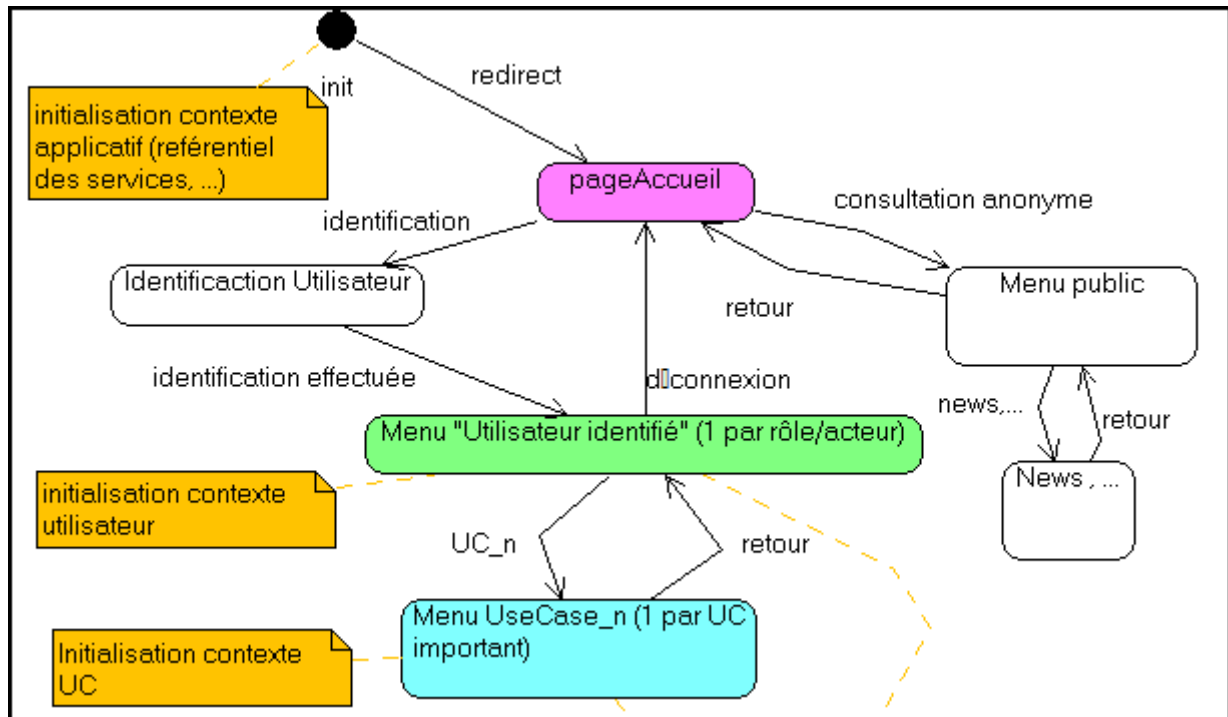 init
redirect
initialisation contexte
applicatif (reférentiel
des services, ...)
pageAccueil
consultation anonyme
identification
Identificaction Utilisateur
Menu public
retour
identification effectuée
d▯connexion
news,...
retour
Menu "Utilisateur identifié" (1 par rôle/acteur)
News , ...
initialisation contexte
utilisateur
UC_n
retour
Menu UseCase_n (1 par UC
important)
Initialisation contexte
UC